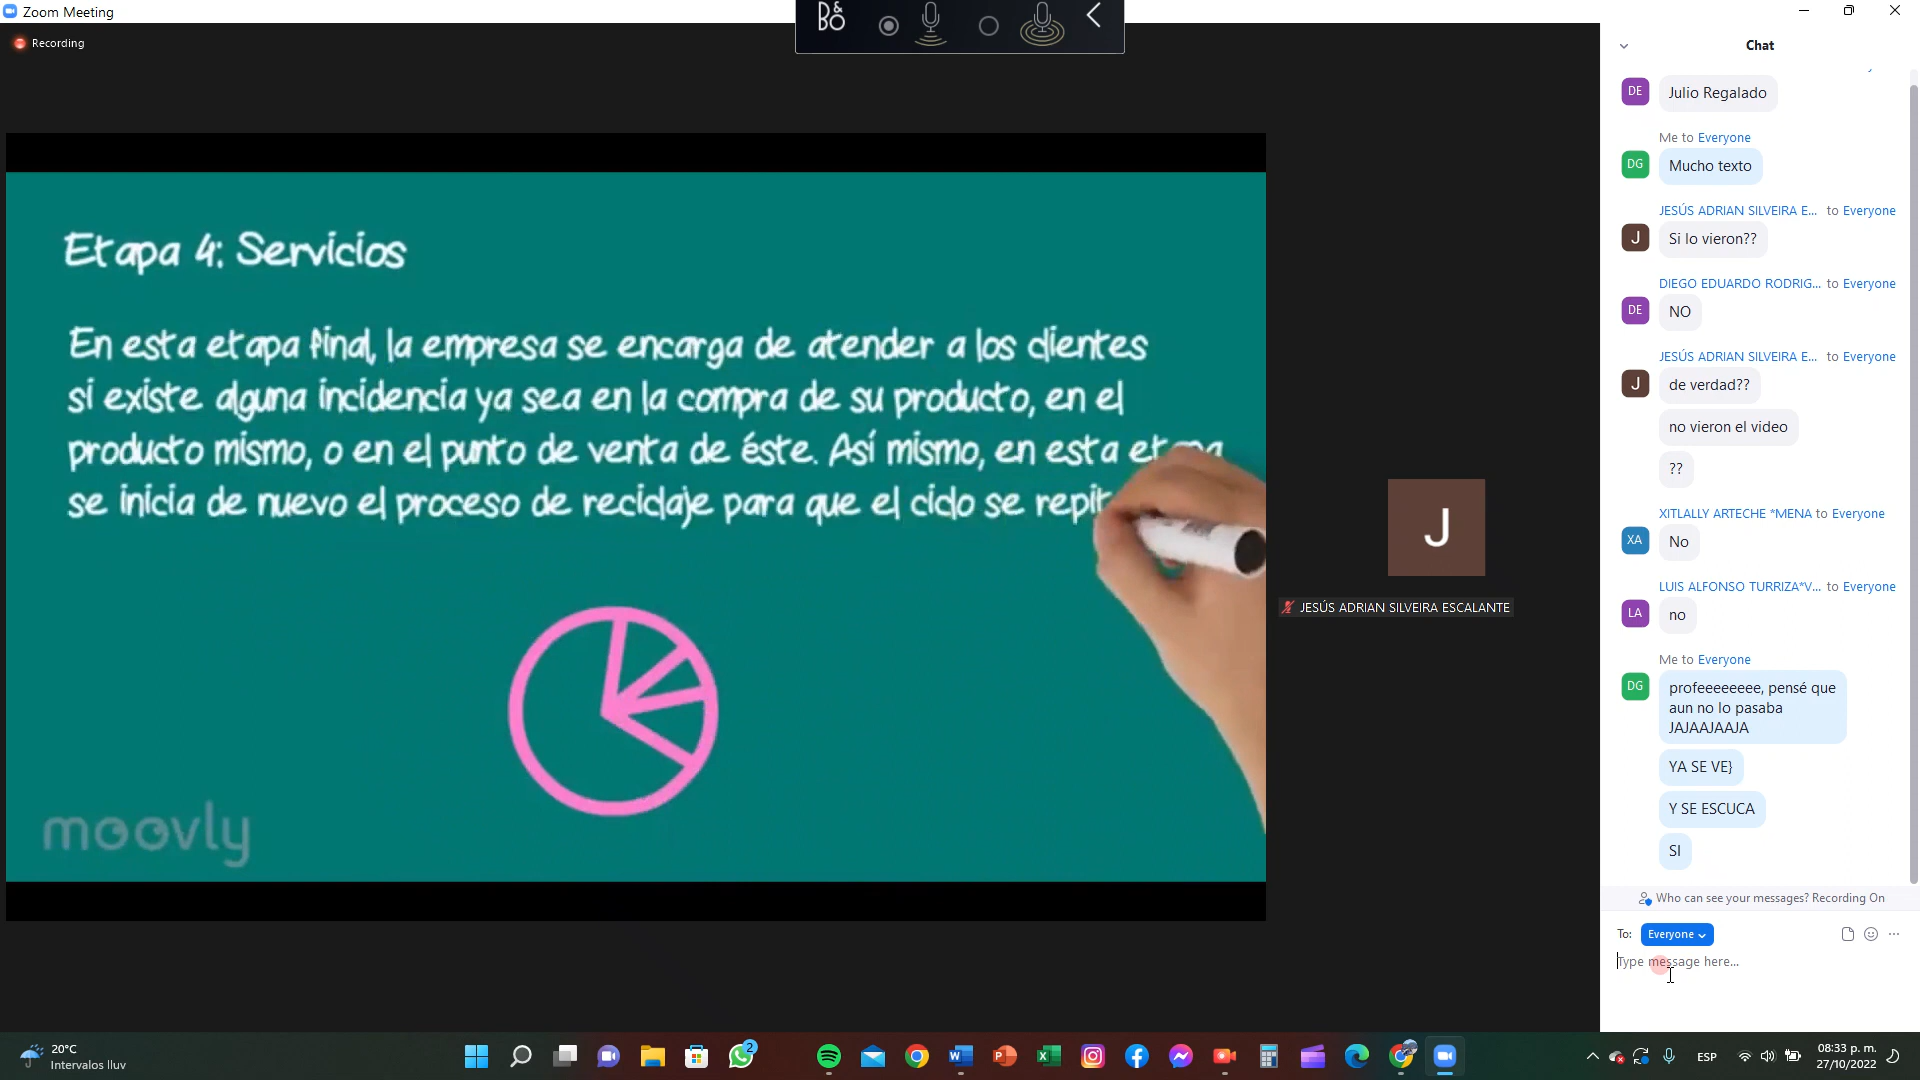 Zoom Meeting
Recording
B&O
Etapa 4: Servicios
En esta etapa final, la empresa se encarga de atender a los clientes
si existe alguna incidencia ya sea en la compra de su producto, en el
producto mismo, o en el punto de venta de éste. Así mismo, en esta etapa
se inicia de nuevo el proceso de reciclaje para que el ciclo se repit
moovly
J
JESÚS ADRIAN SILVEIRA ESCALANTE
Chat
DE
Julio Regalado
Me to Everyone
DG
Mucho texto
JESÚS ADRIAN SILVEIRA E... to Everyone
J
Si lo vieron??
DIEGO EDUARDO RODRIG... to Everyone
DE
NO
JESÚS ADRIAN SILVEIRA E... to Everyone
J
de verdad??
no vieron el video
??
XITLALLY ARTECHE *MENA to Everyone
XA
No
LUIS ALFONSO TURRIZA*V... to Everyone
LA
no
Me to Everyone
DG
profeeeeeeee, pensé que
aun no lo pasaba
JAJAAJAAJA
YA SE VE}
Y SE ESCUCA
SI
Who can see your messages? Recording On
To: Everyone
Type message here...
20°C
Intervalos lluv
2
ESP
08:33 p. m.
27/10/2022